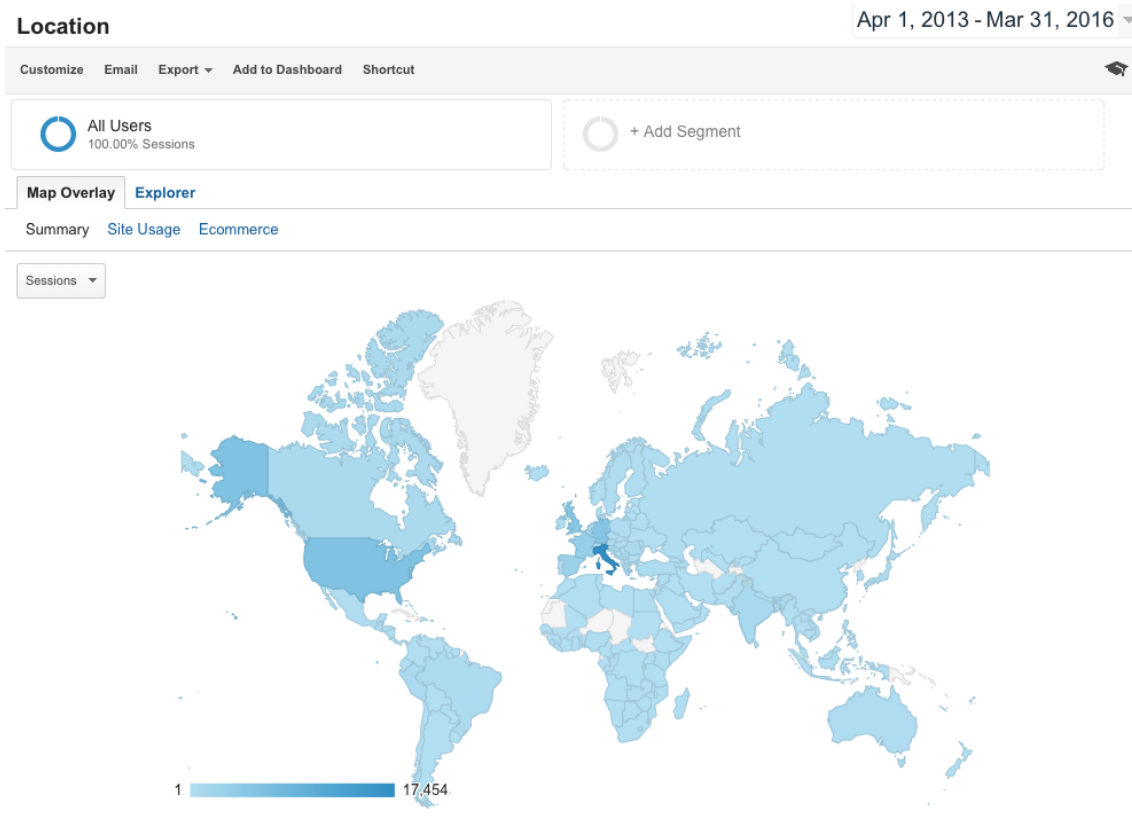 Location
Apr 1, 2013 - Mar 31, 2016
Customize Email Export Add to Dashboard Shortcut
All Users
100.00% Sessions
+ Add Segment
Map Overlay Explorer
Summary Site Usage Ecommerce
Sessions
1 17,454